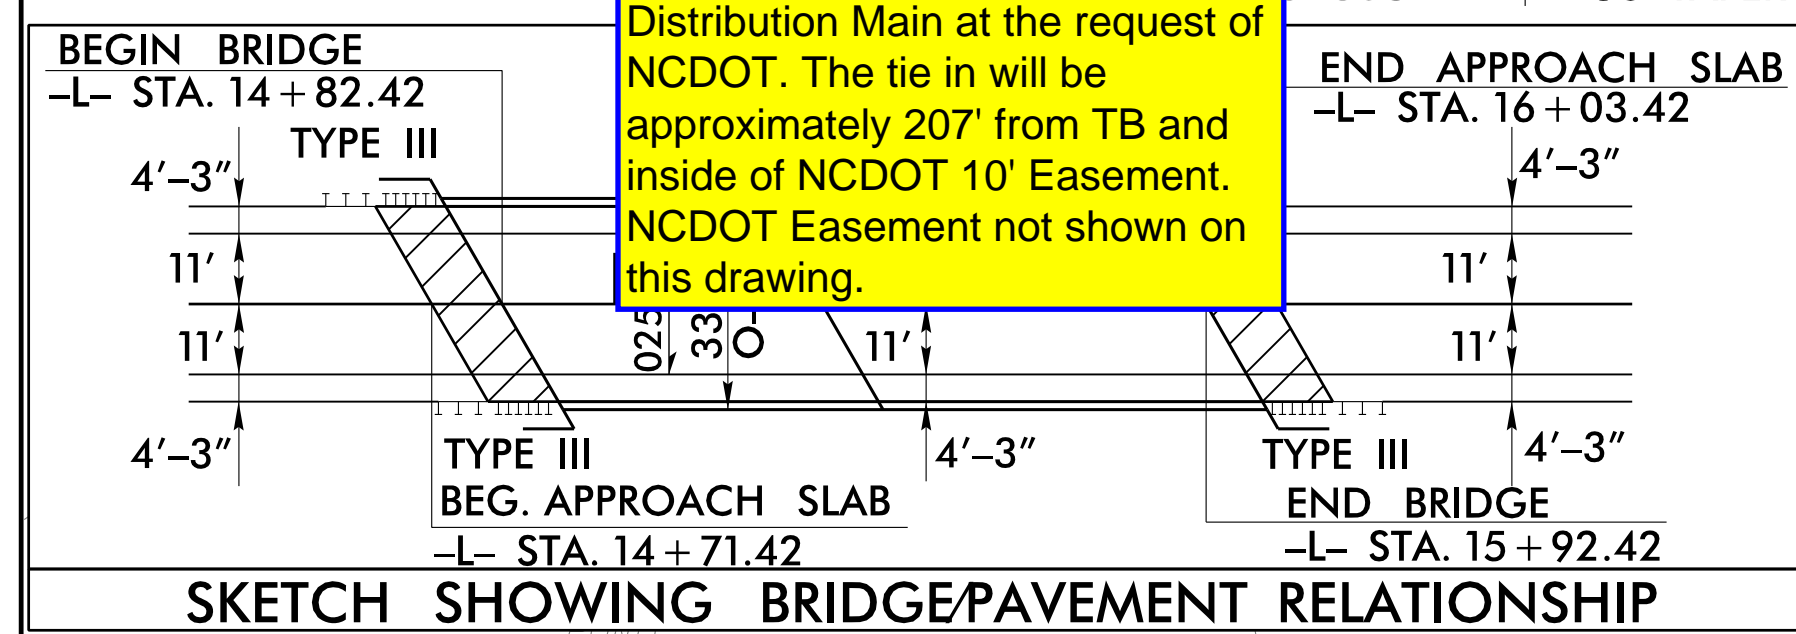 BEGIN BRIDGE
-L- STA. 14+82.42
TYPE III
4'-3"
11'
11'
4'-3"
TYPE III
BEG. APPROACH SLAB
-L- STA. 14+71.42
Distribution Main at the request of
NCDOT. The tie in will be
approximately 207' from TB and
inside of NCDOT 10' Easement.
NCDOT Easement not shown on
this drawing.
025
33
O-
11'
4'-3"
END APPROACH SLAB
-L- STA. 16+03.42
4'-3"
11'
11'
4'-3"
TYPE III
END BRIDGE
-L- STA. 15+92.42
SKETCH SHOWING BRIDGE/PAVEMENT RELATIONSHIP